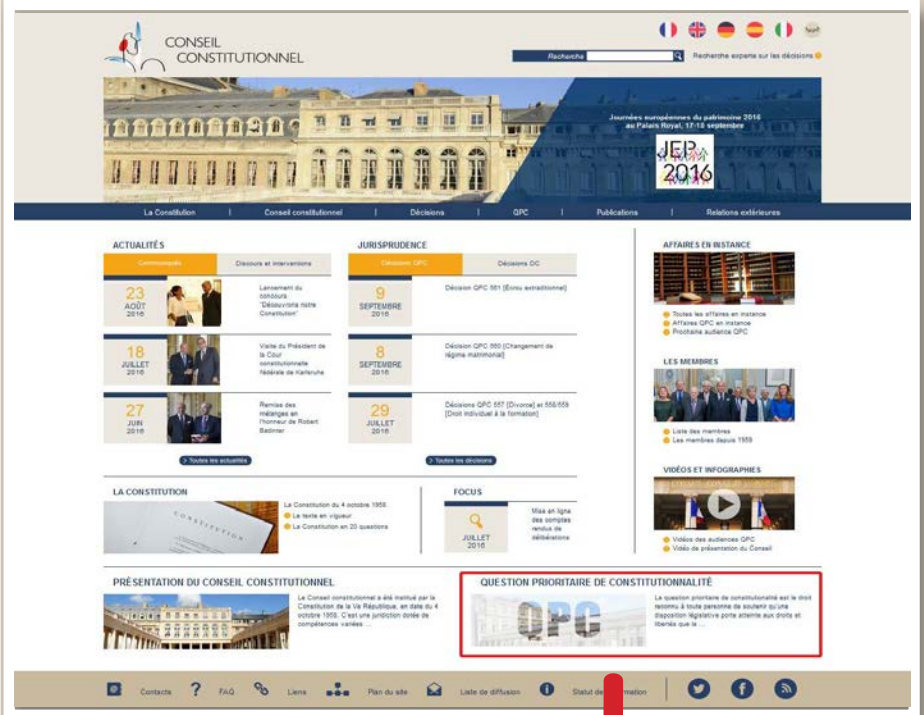 CONSEIL
CONSTITUTIONNEL
Recherche
Recherche experte sur les décisions
Journées européennes du patrimoine 2016
au Palais Royal, 17-18 septembre
JEP
2016
La Constitution | Conseil constitutionnel | Décisions | QPC | Publications | Relations extérieures
ACTUALITÉS
Communiqués
Discours et interventions
23
AOÛT
2016
Lancement du
concours
"Découvrons notre
Constitution"
18
JUILLET
2016
Visite du Président de
la Cour
constitutionnelle
fédérale de Karlsruhe
27
JUIN
2016
Remise des
mélanges en
l'honneur de Robert
Badinter
> Toutes les actualités
JURISPRUDENCE
Décisions QPC
Décisions DC
9
SEPTEMBRE
2016
Décision QPC 561 [Écrou extraditionnel]
8
SEPTEMBRE
2016
Décision QPC 560 [Changement de
régime matrimonial]
29
JUILLET
2016
Décisions QPC 557 [Divorce] et 558/559
[Droit individuel à la formation]
> Toutes les décisions
AFFAIRES EN INSTANCE
Toutes les affaires en instance
Affaires QPC en instance
Prochaine audience QPC
LES MEMBRES
Liste des membres
Les membres depuis 1959
VIDÉOS ET INFOGRAPHIES
Vidéos des audiences QPC
Vidéo de présentation du Conseil
LA CONSTITUTION
CONSTITUTION
La Constitution du 4 octobre 1958
Le texte en vigueur
La Constitution en 20 questions
FOCUS
JUILLET
2016
Mise en ligne
des comptes
rendus de
délibérations
PRÉSENTATION DU CONSEIL CONSTITUTIONNEL
Le Conseil constitutionnel a été institué par la
Constitution de la Ve République, en date du 4
octobre 1958. C'est une juridiction dotée de
compétences variées ...
QUESTION PRIORITAIRE DE CONSTITUTIONNALITÉ
QPC
La question prioritaire de constitutionnalité est le droit
reconnu à toute personne de soutenir qu'une
disposition législative porte atteinte aux droits et
libertés que la ...
Contacts ? FAQ Liens Plan du site Liste de diffusion Statut de